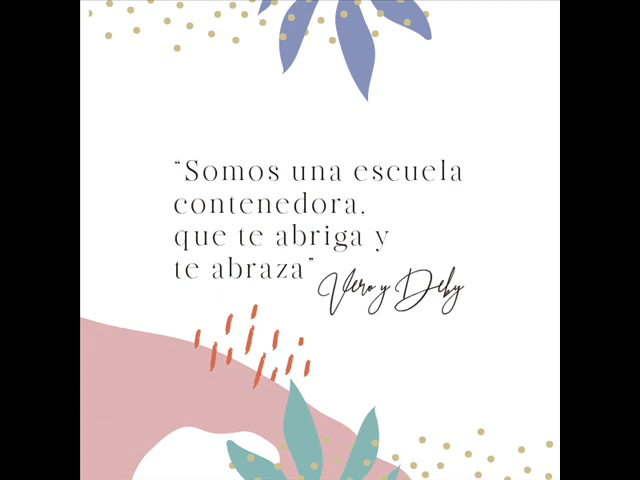 "Somos una escuela
contenedora,
que te abriga y
te abraza"
Vero y Deby